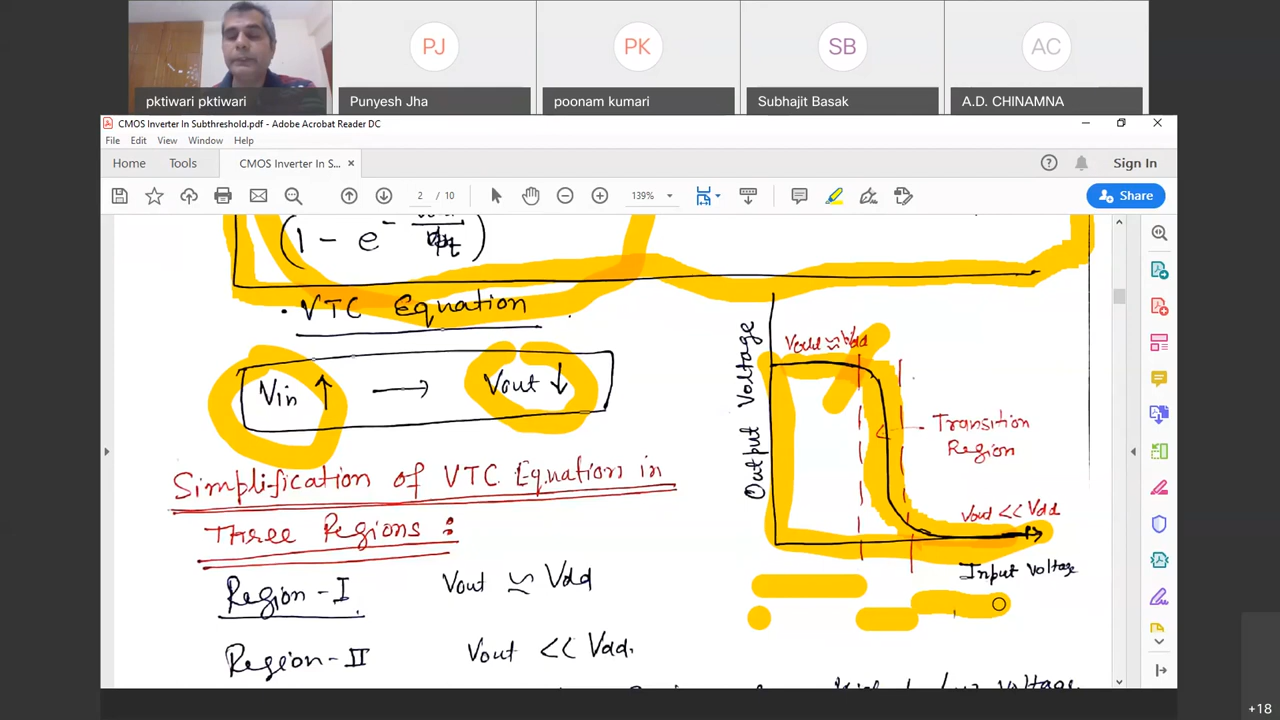 PJ
PK
SB
AC
pktiwari pktiwari
Punyesh Jha
poonam kumari
Subhajit Basak
A.D. CHINAMNA
CMOS Inverter In Subthreshold.pdf - Adobe Acrobat Reader DC
File Edit View Window Help
Home Tools CMOS Inverter In S... × Sign In
2 / 10 139% Share
(1 - e^-
. VTC Equation
Vin ↑ → Vout ↓
Simplification of VTC Equation in
Three Regions :
Region - I Vout ≃ Vdd
Region - II Vout << Vdd.
Output Voltage
Vout ≃ Vdd
Transition
Region
Vout << Vdd
Input Voltage
+18